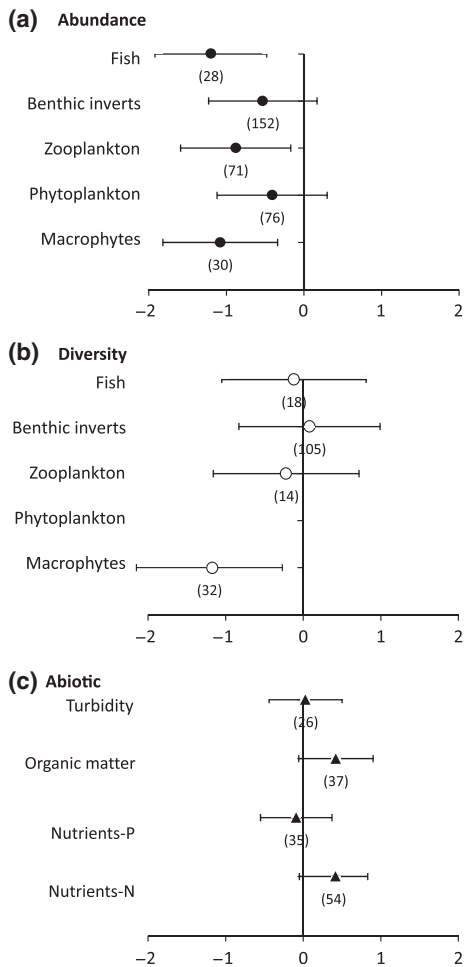 (a) Abundance
Fish
(28)
Benthic inverts
(152)
Zooplankton
(71)
Phytoplankton
(76)
Macrophytes
(30)
–2 –1 0 1 2
(b) Diversity
Fish
(18)
Benthic inverts
(105)
Zooplankton
(14)
Phytoplankton
Macrophytes
(32)
–2 –1 0 1 2
(c) Abiotic
Turbidity
(26)
Organic matter
(37)
Nutrients-P
(35)
Nutrients-N
(54)
–2 –1 0 1 2